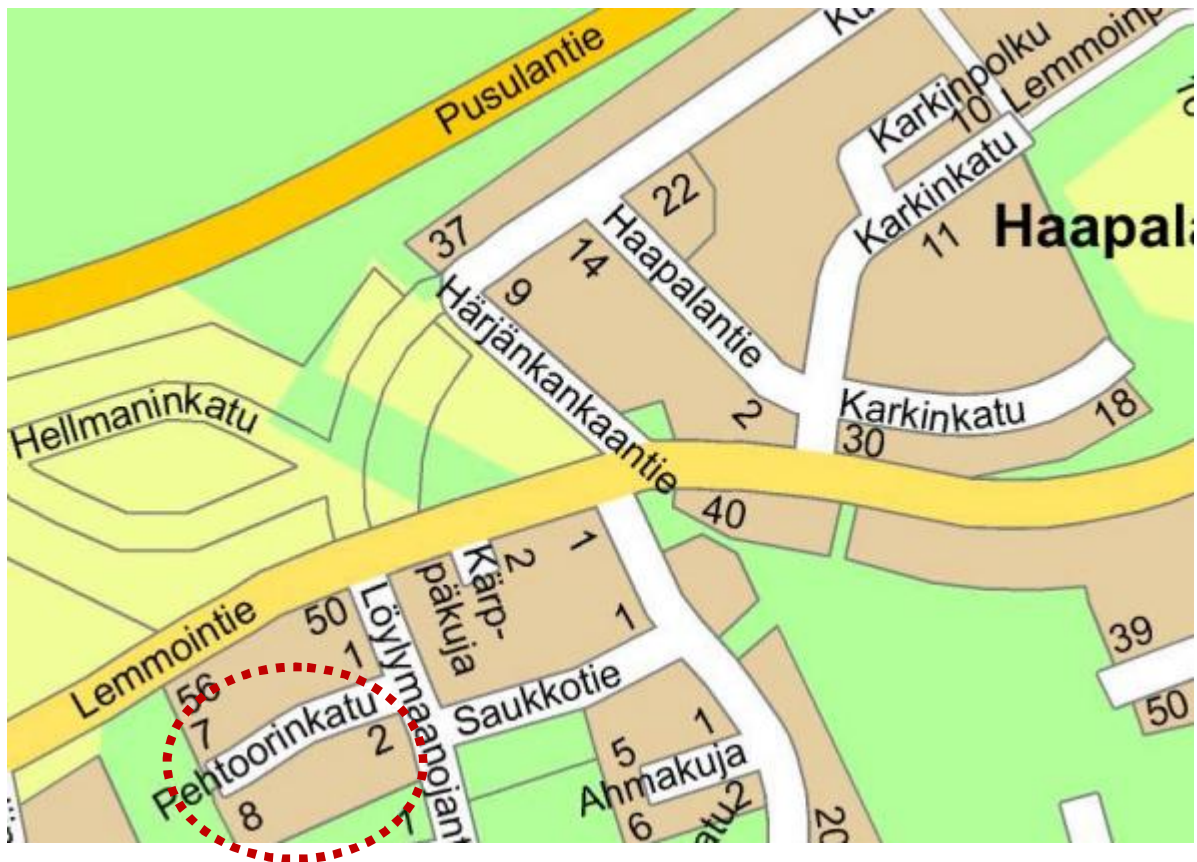 Pusulantie
Karkinpolku
10
Karkinkatu
22
37
Haapalantie
Karkinkatu
11
14
9
Härjänkankaantie
Hellmaninkatu
2
Karkinkatu
18
30
40
2
1
Kärp-
päkuja
50
Löylymaanojant
1
1
Lemmointie
39
56
7
Pehtoorinkatu
2
Saukkotie
50
1
5
Ahmakuja
2
8
6
20